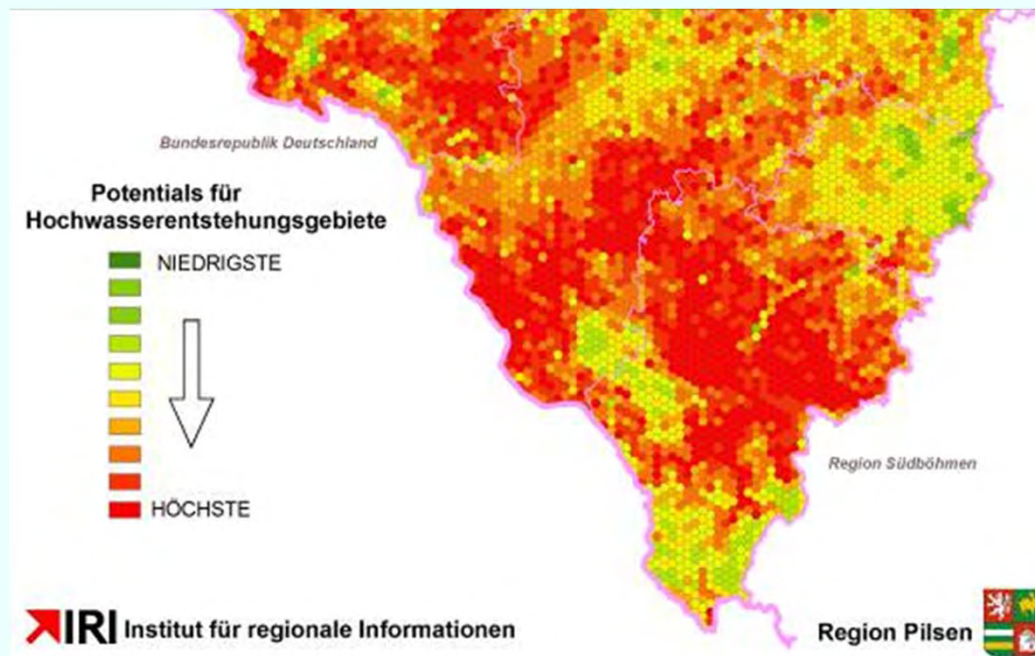 Bundesrepublik Deutschland
Potentials für
Hochwasserentstehungsgebiete
NIEDRIGSTE
HÖCHSTE
Region Südböhmen
IRI Institut für regionale Informationen
Region Pilsen